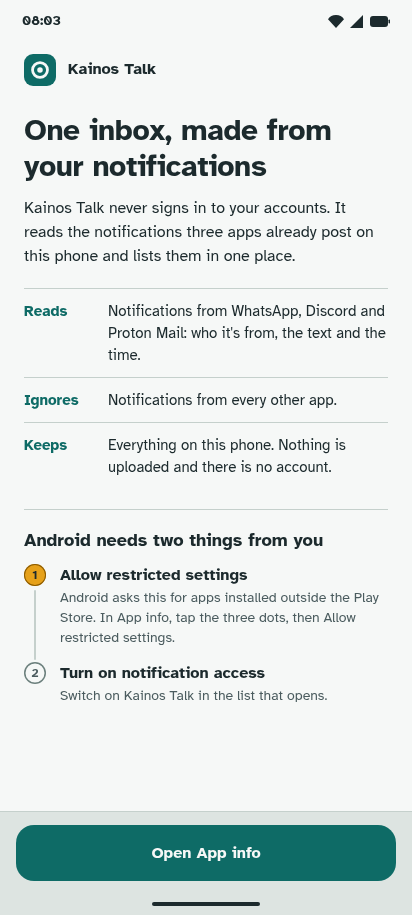 08:03
Kainos Talk
One inbox, made from
your notifications
Kainos Talk never signs in to your accounts. It
reads the notifications three apps already post on
this phone and lists them in one place.
Reads
Notifications from WhatsApp, Discord and
Proton Mail: who it's from, the text and the
time.
Ignores
Notifications from every other app.
Keeps
Everything on this phone. Nothing is
uploaded and there is no account.
Android needs two things from you
1
Allow restricted settings
Android asks this for apps installed outside the Play
Store. In App info, tap the three dots, then Allow
restricted settings.
2
Turn on notification access
Switch on Kainos Talk in the list that opens.
Open App info